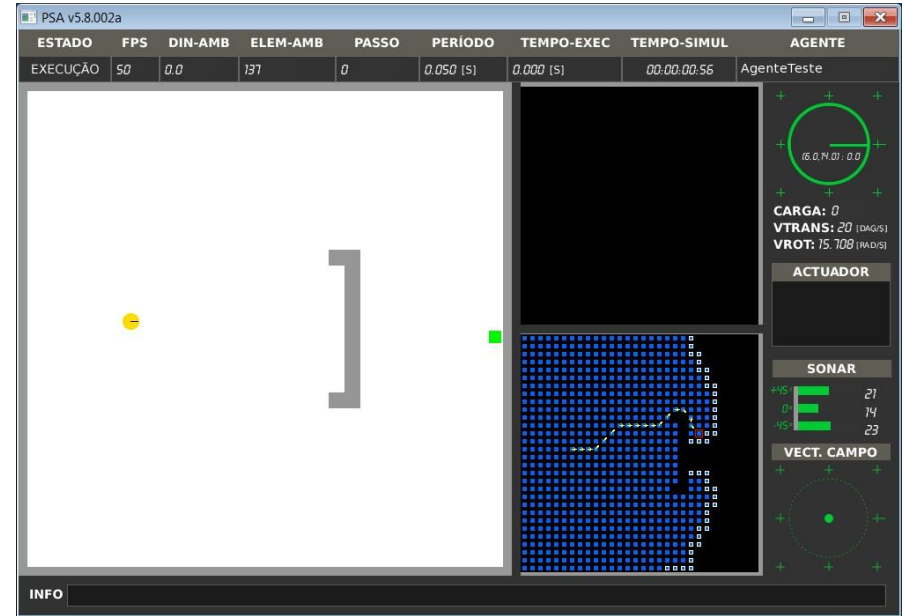 PSA v5.8.002a
ESTADO FPS DIN-AMB ELEM-AMB PASSO PERÍODO TEMPO-EXEC TEMPO-SIMUL AGENTE
EXECUÇÃO 50 0.0 137 0 0.050 [S] 0.000 [S] 00:00:00:56 AgenteTeste
(6.0,14.0) : 0.0
CARGA: 0
VTRANS: 20 [DAG/S]
VROT: 15.708 [RAD/S]
ACTUADOR
SONAR
+45° 21
0° 14
-45° 23
VECT. CAMPO
INFO